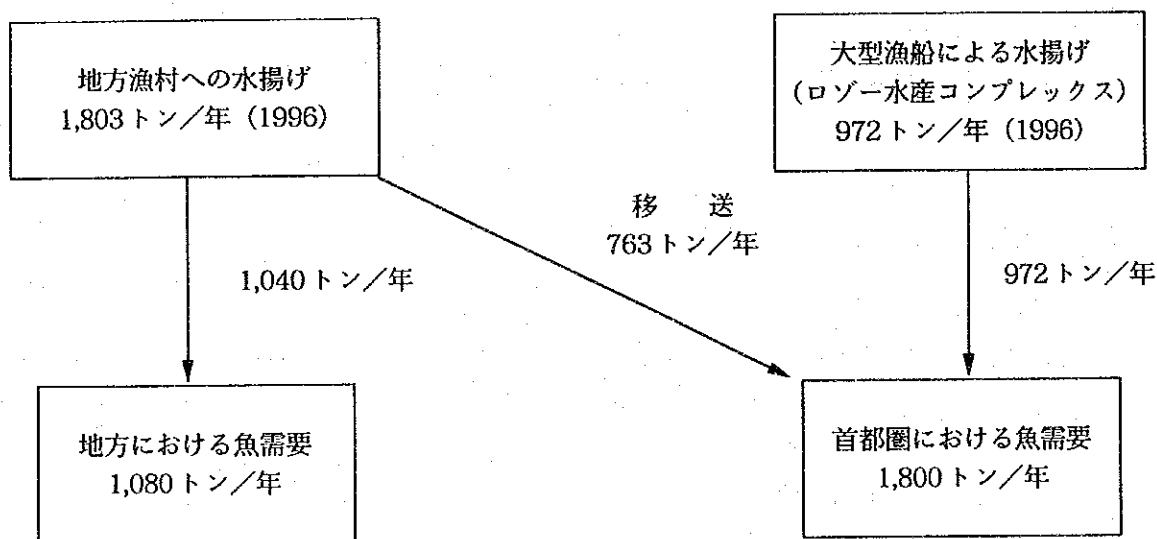 地方漁村への水揚げ
1,803トン/年(1996)
大型漁船による水揚げ
(ロゾー水産コンプレックス)
972トン/年(1996)
移 送
763トン/年
1,040トン/年
972トン/年
地方における魚需要
1,080トン/年
首都圏における魚需要
1,800トン/年